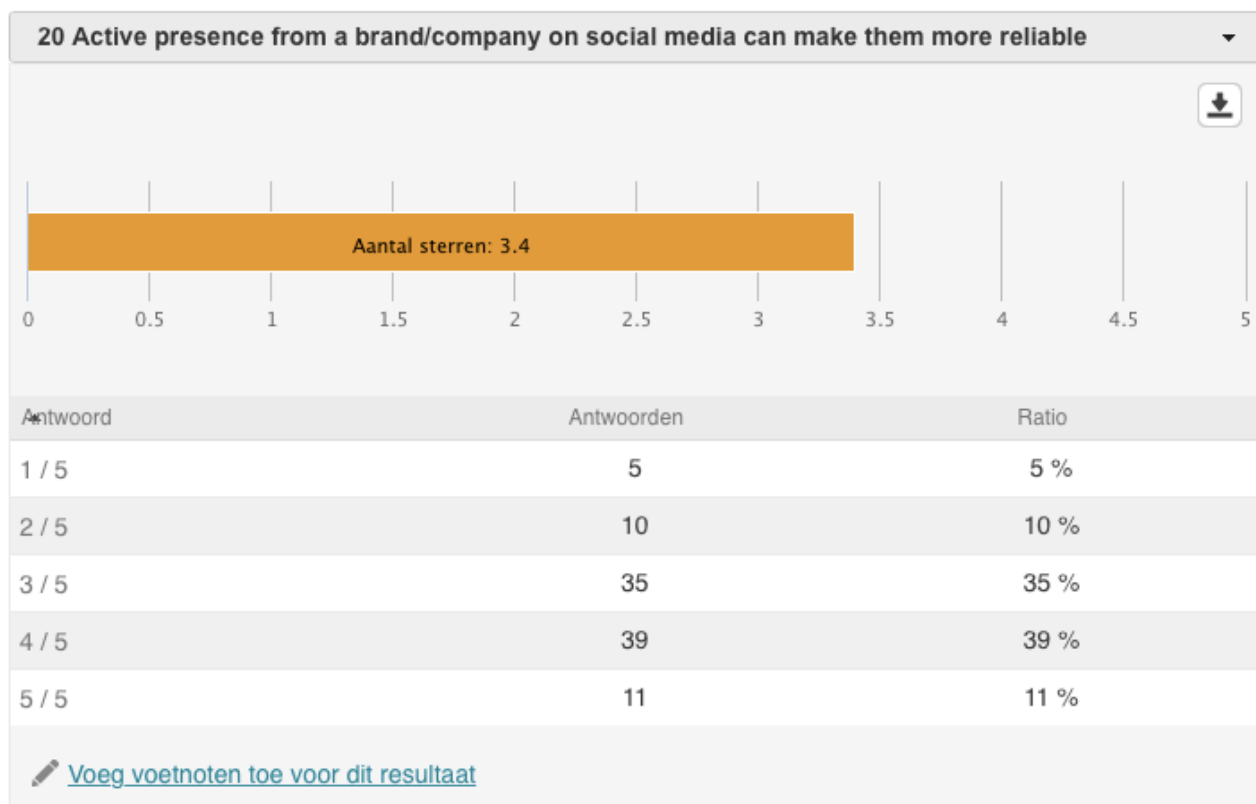 20 Active presence from a brand/company on social media can make them more reliable
Aantal sterren: 3.4
0 0.5 1 1.5 2 2.5 3 3.5 4 4.5 5
Antwoord Antwoorden Ratio
1 / 5 5 5 %
2 / 5 10 10 %
3 / 5 35 35 %
4 / 5 39 39 %
5 / 5 11 11 %
Voeg voetnoten toe voor dit resultaat